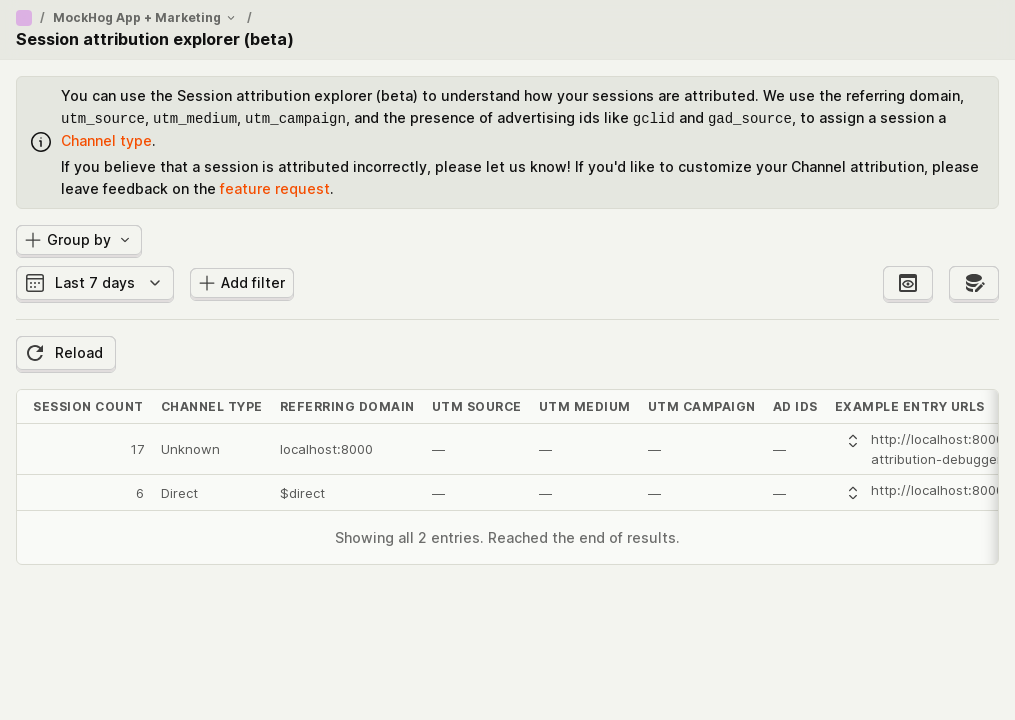 / MockHog App + Marketing /
Session attribution explorer (beta)
You can use the Session attribution explorer (beta) to understand how your sessions are attributed. We use the referring domain,
utm_source, utm_medium, utm_campaign, and the presence of advertising ids like gclid and gad_source, to assign a session a
Channel type.
If you believe that a session is attributed incorrectly, please let us know! If you'd like to customize your Channel attribution, please
leave feedback on the feature request.
Group by
Last 7 days Add filter
Reload
SESSION COUNT CHANNEL TYPE REFERRING DOMAIN UTM SOURCE UTM MEDIUM UTM CAMPAIGN AD IDS EXAMPLE ENTRY URLS
17 Unknown localhost:8000 — — — — http://localhost:8000
attribution-debugger
6 Direct $direct — — — — http://localhost:8000
Showing all 2 entries. Reached the end of results.